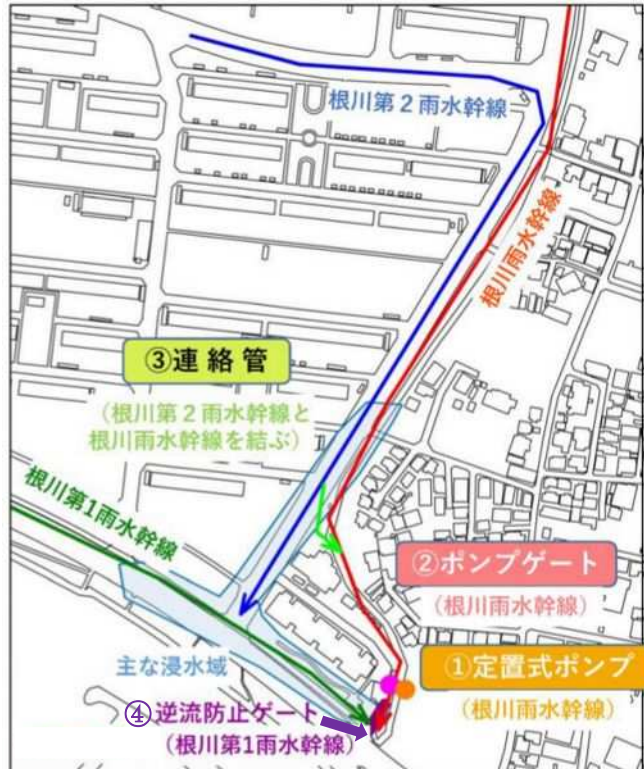 根川第２雨水幹線
根川雨水幹線
③連 絡 管
（根川第２雨水幹線と
根川雨水幹線を結ぶ）
根川第1雨水幹線
②ポンプゲート
（根川雨水幹線）
主な浸水域
①定置式ポンプ
（根川雨水幹線）
④逆流防止ゲート
（根川第1雨水幹線）